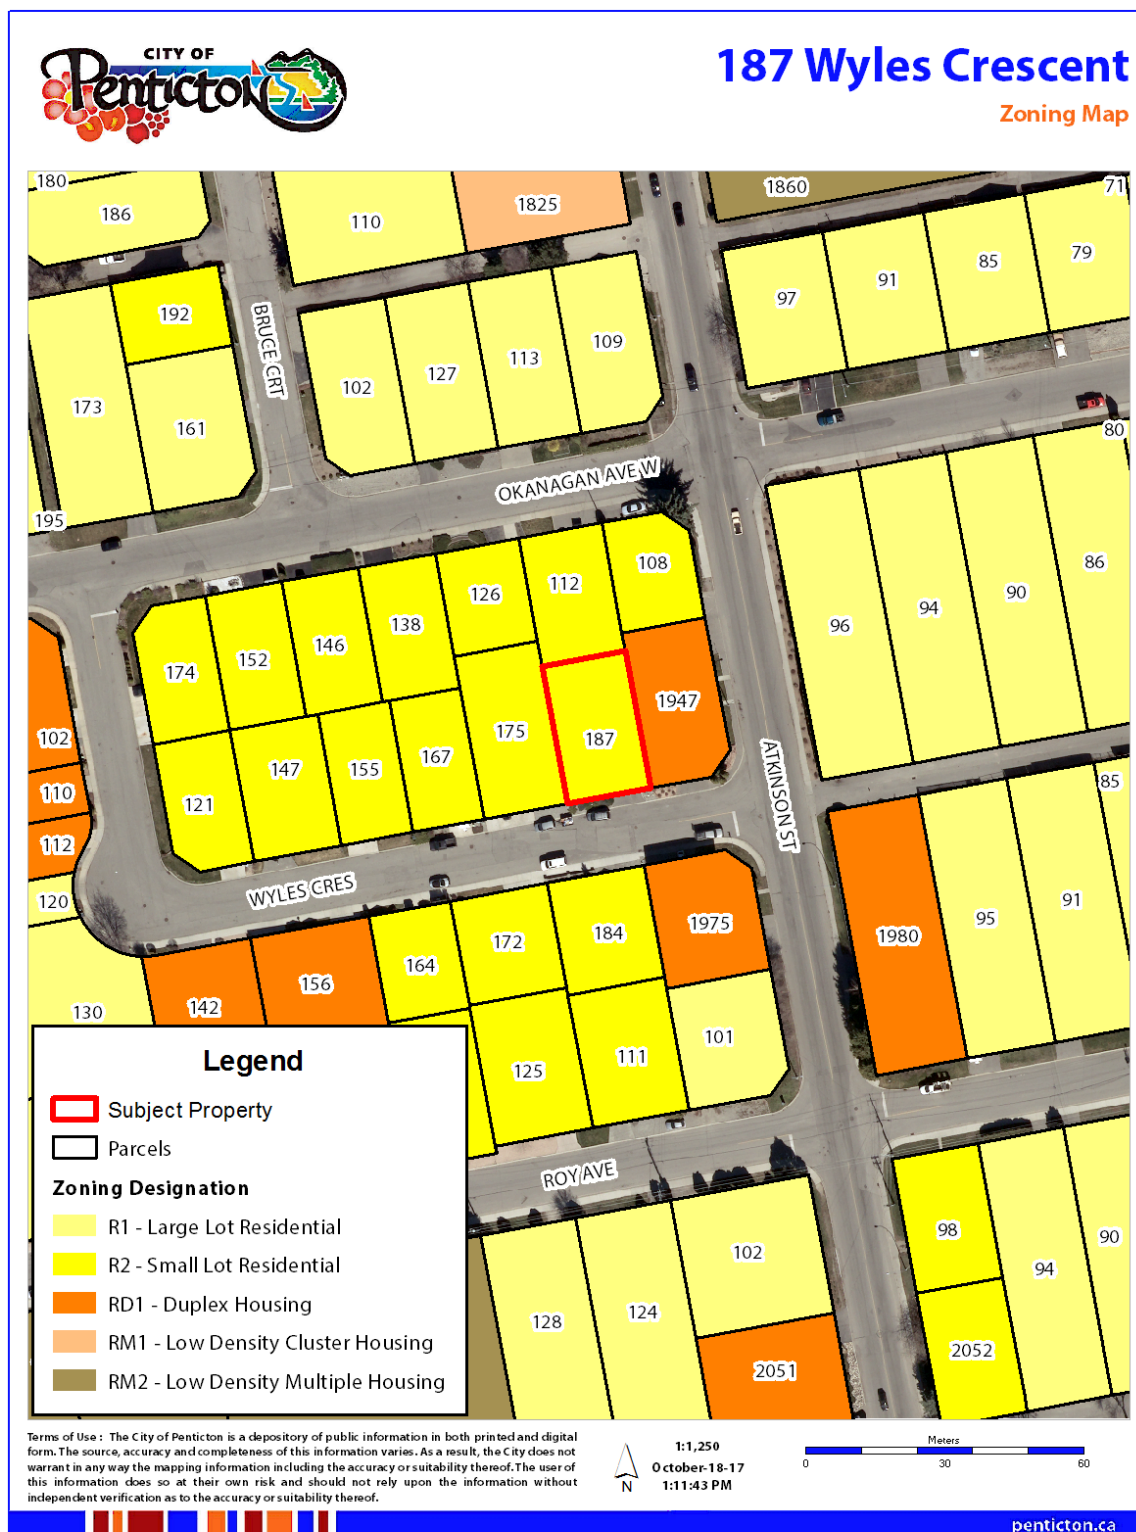 CITY OF
Penticton
187 Wyles Crescent
Zoning Map
180
186
110
1825
1860
71
192
97
91
85
79
173
161
BRUCE CRT
102
127
113
109
80
195
OKANAGAN AVE W
108
126
112
138
146
152
174
96
94
90
86
102
110
112
120
121
147
155
167
175
187
1947
ATKINSON ST
85
WYLES CRES
164
172
184
1975
1980
95
91
130
142
156
125
111
101
ROY AVE
128
124
102
2051
98
2052
94
90
Legend
Subject Property
Parcels
Zoning Designation
R1 - Large Lot Residential
R2 - Small Lot Residential
RD1 - Duplex Housing
RM1 - Low Density Cluster Housing
RM2 - Low Density Multiple Housing
Terms of Use : The City of Penticton is a depository of public information in both printed and digital
form. The source, accuracy and completeness of this information varies. As a result, the City does not
warrant in any way the mapping information including the accuracy or suitability thereof. The user of
this information does so at their own risk and should not rely upon the information without
independent verification as to the accuracy or suitability thereof.
N
1:1,250
October-18-17
1:11:43 PM
Meters
0 30 60
penticton.ca